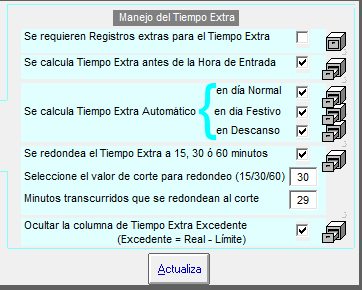 Manejo del Tiempo Extra
Se requieren Registros extras para el Tiempo Extra
Se calcula Tiempo Extra antes de la Hora de Entrada
en día Normal
Se calcula Tiempo Extra Automático
en día Festivo
en Descanso
Se redondea el Tiempo Extra a 15, 30 ó 60 minutos
Seleccione el valor de corte para redondeo (15/30/60) 30
Minutos transcurridos que se redondean al corte 29
Ocultar la columna de Tiempo Extra Excedente
(Excedente = Real - Límite)
Actualiza